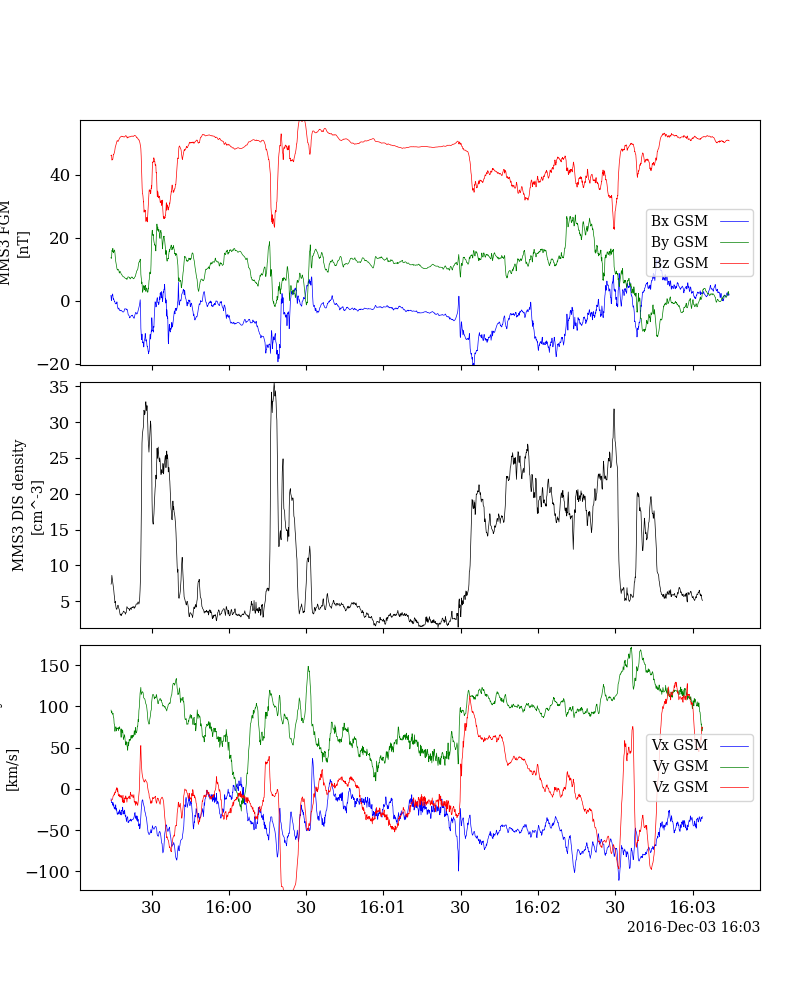 MMS3 FGM
[nT]
40
20
0
−20
Bx GSM
By GSM
Bz GSM
MMS3 DIS density
[cm^-3]
35
30
25
20
15
10
5
[km/s]
150
100
50
0
−50
−100
Vx GSM
Vy GSM
Vz GSM
30
16:00
30
16:01
30
16:02
30
16:03
2016-Dec-03 16:03